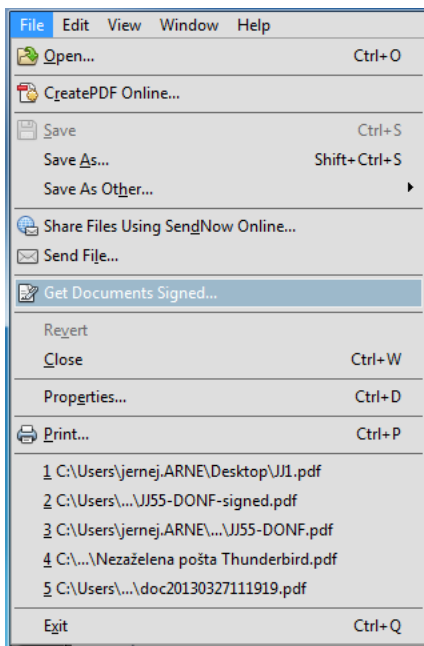 File Edit View Window Help
Open... Ctrl+O
CreatePDF Online...
Save Ctrl+S
Save As... Shift+Ctrl+S
Save As Other...
Share Files Using SendNow Online...
Send File...
Get Documents Signed...
Revert
Close Ctrl+W
Properties... Ctrl+D
Print... Ctrl+P
1 C:\Users\jernej.ARNE\Desktop\JJ1.pdf
2 C:\Users\...\JJ55-DONF-signed.pdf
3 C:\Users\jernej.ARNE\...\JJ55-DONF.pdf
4 C:\...\Nezaželena pošta Thunderbird.pdf
5 C:\Users\...\doc20130327111919.pdf
Exit Ctrl+Q